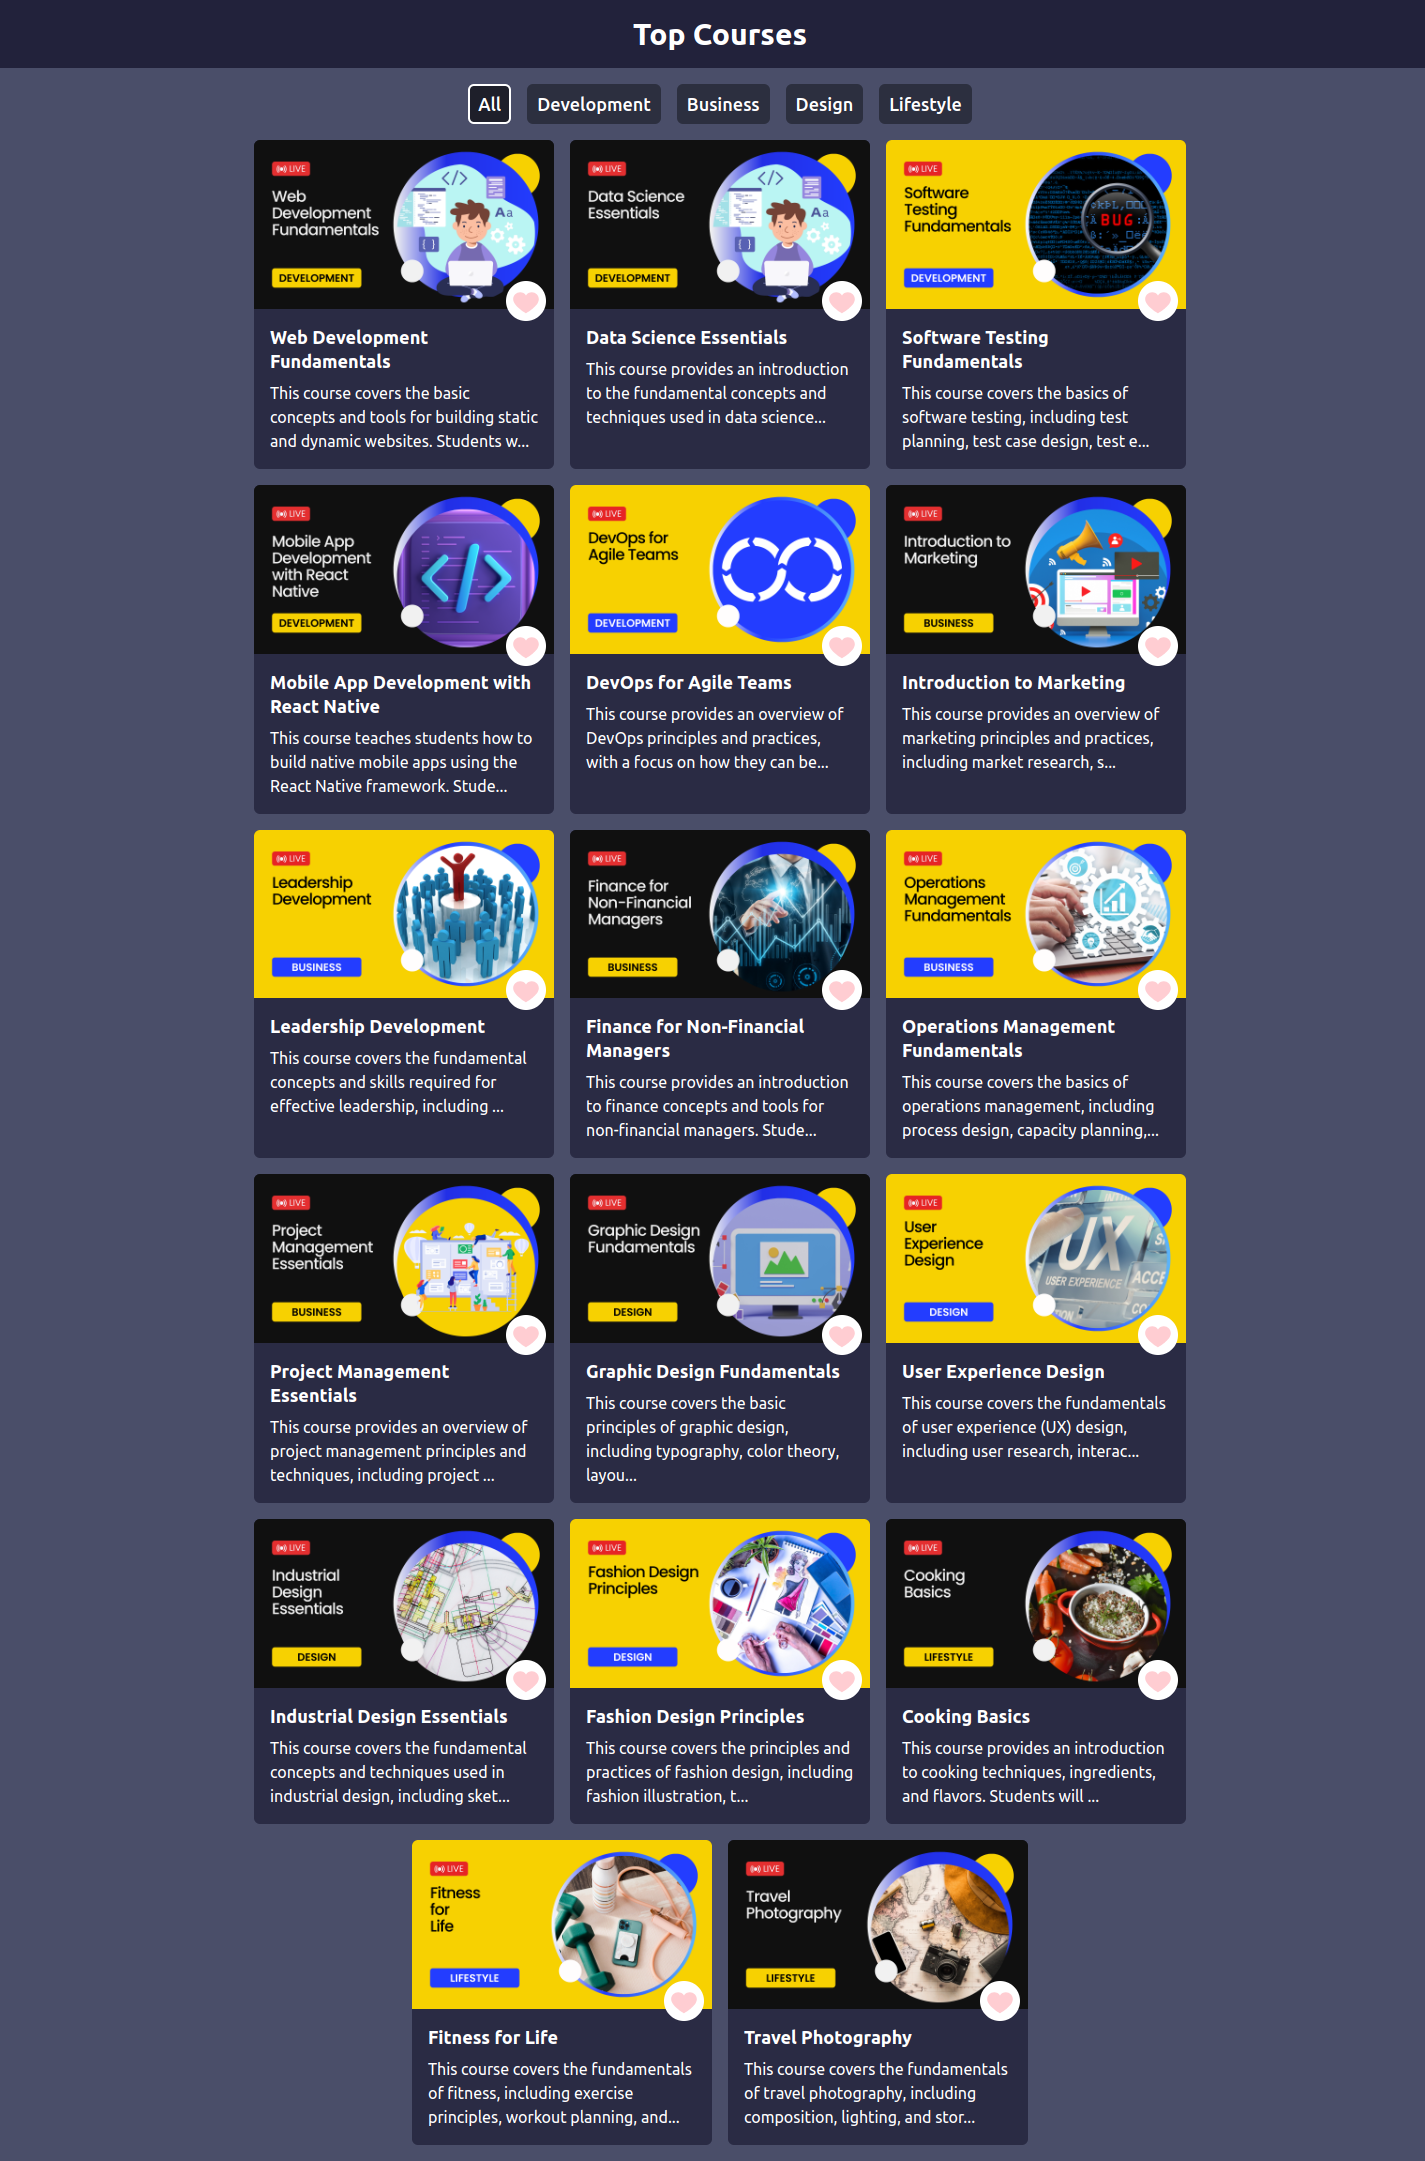 Top Courses
All
Development
Business
Design
Lifestyle
LIVE
Web
Development
Fundamentals
DEVELOPMENT
Web Development
Fundamentals
This course covers the basic
concepts and tools for building static
and dynamic websites. Students w...
LIVE
Data Science
Essentials
DEVELOPMENT
Data Science Essentials
This course provides an introduction
to the fundamental concepts and
techniques used in data science...
LIVE
Software
Testing
Fundamentals
BUG
DEVELOPMENT
Software Testing
Fundamentals
This course covers the basics of
software testing, including test
planning, test case design, test e...
LIVE
Mobile App
Development
with React
Native
DEVELOPMENT
Mobile App Development with
React Native
This course teaches students how to
build native mobile apps using the
React Native framework. Stude...
LIVE
DevOps for
Agile Teams
DEVELOPMENT
DevOps for Agile Teams
This course provides an overview of
DevOps principles and practices,
with a focus on how they can be...
LIVE
Introduction to
Marketing
BUSINESS
Introduction to Marketing
This course provides an overview of
marketing principles and practices,
including market research, s...
LIVE
Leadership
Development
BUSINESS
Leadership Development
This course covers the fundamental
concepts and skills required for
effective leadership, including ...
LIVE
Finance for
Non-Financial
Managers
BUSINESS
Finance for Non-Financial
Managers
This course provides an introduction
to finance concepts and tools for
non-financial managers. Stude...
LIVE
Operations
Management
Fundamentals
BUSINESS
Operations Management
Fundamentals
This course covers the basics of
operations management, including
process design, capacity planning,...
LIVE
Project
Management
Essentials
BUSINESS
Project Management
Essentials
This course provides an overview of
project management principles and
techniques, including project ...
LIVE
Graphic Design
Fundamentals
DESIGN
Graphic Design Fundamentals
This course covers the basic
principles of graphic design,
including typography, color theory,
layou...
LIVE
User
Experience
Design
UX
USER EXPERIENCE
DESIGN
User Experience Design
This course covers the fundamentals
of user experience (UX) design,
including user research, interac...
LIVE
Industrial
Design
Essentials
DESIGN
Industrial Design Essentials
This course covers the fundamental
concepts and techniques used in
industrial design, including sket...
LIVE
Fashion Design
Principles
DESIGN
Fashion Design Principles
This course covers the principles and
practices of fashion design, including
fashion illustration, t...
LIVE
Cooking
Basics
LIFESTYLE
Cooking Basics
This course provides an introduction
to cooking techniques, ingredients,
and flavors. Students will ...
LIVE
Fitness
for
Life
LIFESTYLE
Fitness for Life
This course covers the fundamentals
of fitness, including exercise
principles, workout planning, and...
LIVE
Travel
Photography
LIFESTYLE
Travel Photography
This course covers the fundamentals
of travel photography, including
composition, lighting, and stor...